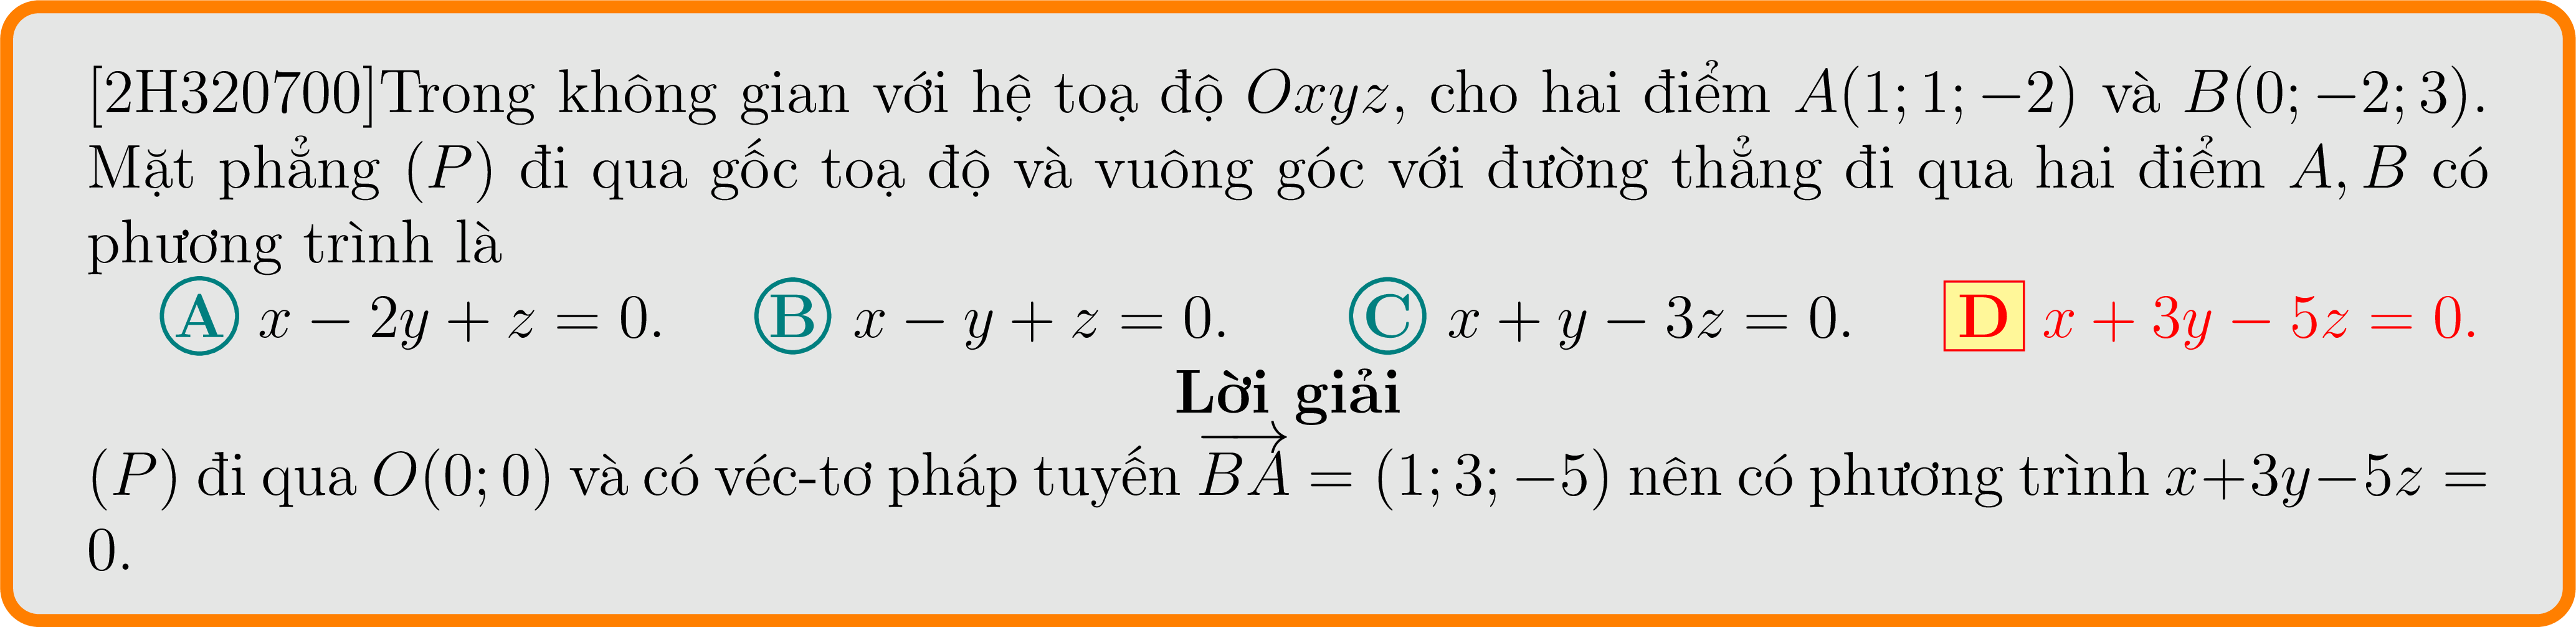 [2H320700]Trong không gian với hệ toạ độ Oxyz, cho hai điểm A(1; 1; −2) và B(0; −2; 3).
Mặt phẳng (P) đi qua gốc toạ độ và vuông góc với đường thẳng đi qua hai điểm A, B có
phương trình là
A x − 2y + z = 0. B x − y + z = 0. C x + y − 3z = 0. D x + 3y − 5z = 0.
Lời giải
(P) đi qua O(0; 0) và có véc-tơ pháp tuyến $\overrightarrow{BA}$ = (1; 3; −5) nên có phương trình x+3y−5z =
0.